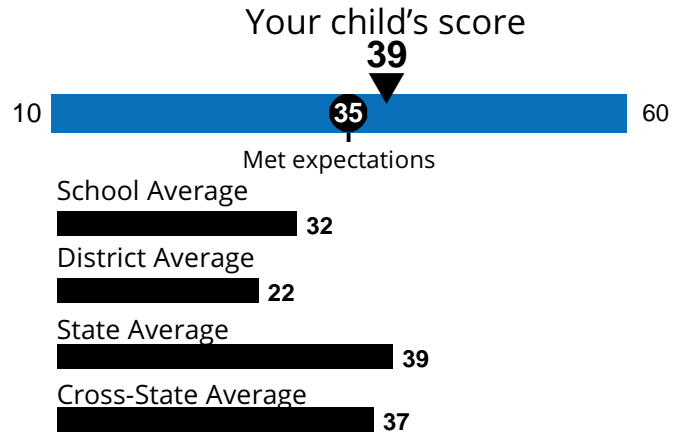 Your child's score
39
10 35 60
Met expectations
School Average
32
District Average
22
State Average
39
Cross-State Average
37